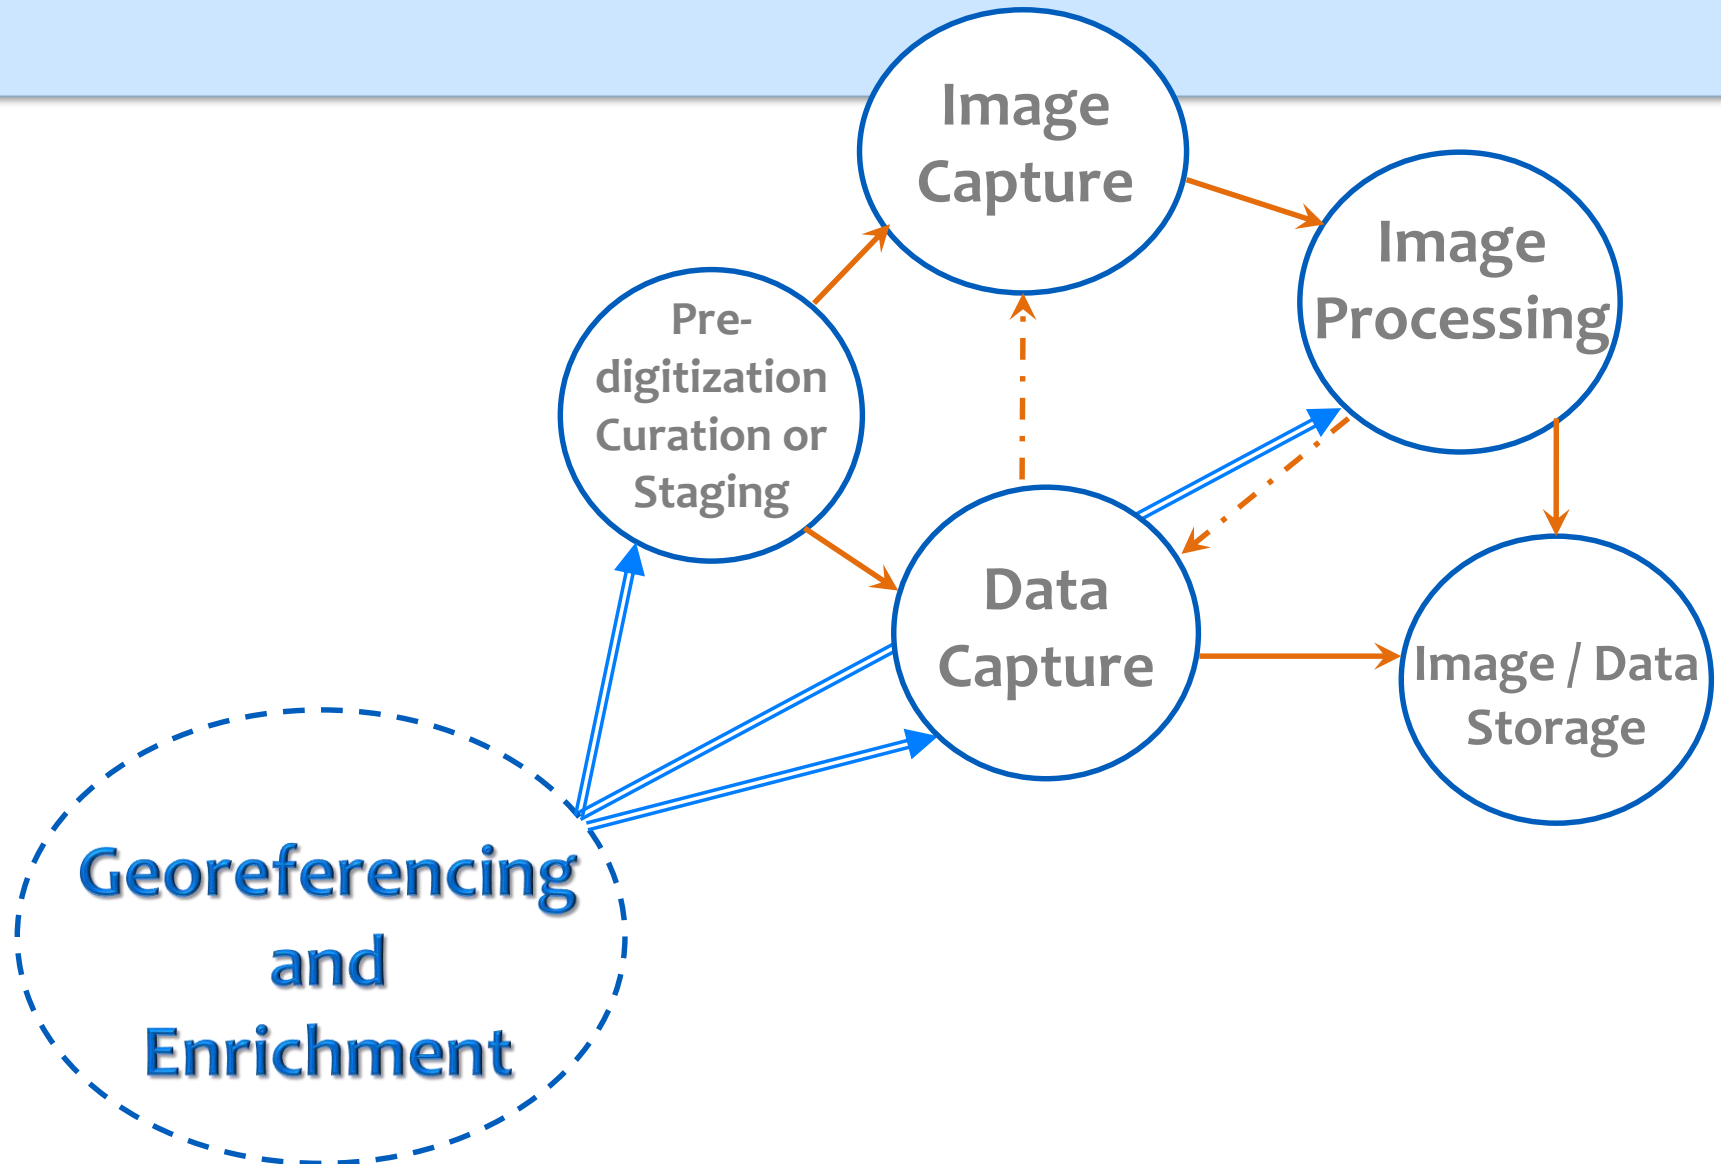 Image
Capture
Image
Processing
Pre-
digitization
Curation or
Staging
Data
Capture
Image / Data
Storage
Georeferencing
and
Enrichment